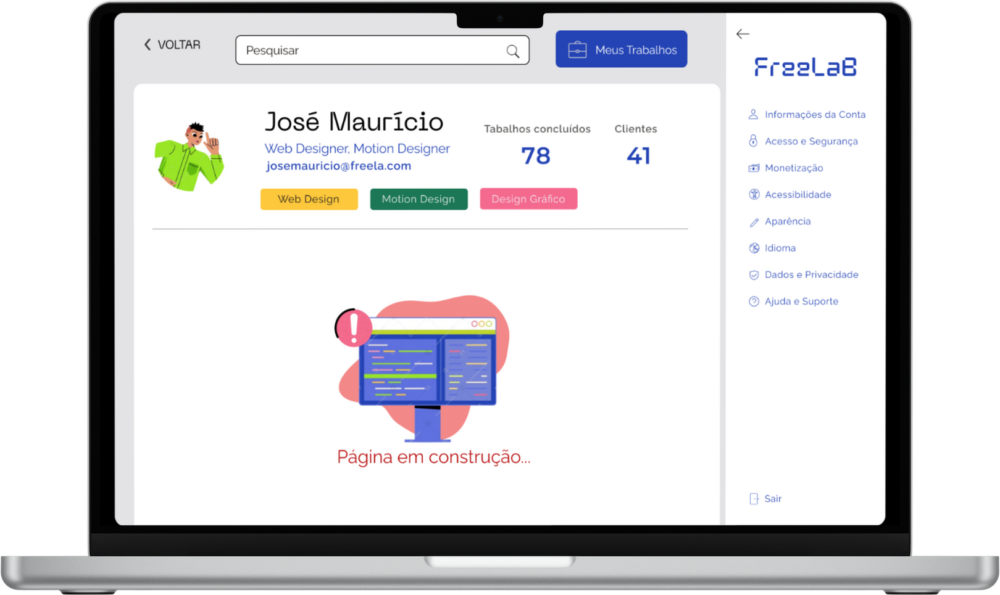 VOLTAR
Pesquisar
Meus Trabalhos
José Maurício
Web Designer, Motion Designer
josemauricio@freela.com
Tabalhos concluídos
78
Clientes
41
Web Design
Motion Design
Design Gráfico
!
Página em construção...
FreeLaB
Informações da Conta
Acesso e Segurança
Monetização
Acessibilidade
Aparência
Idioma
Dados e Privacidade
Ajuda e Suporte
Sair